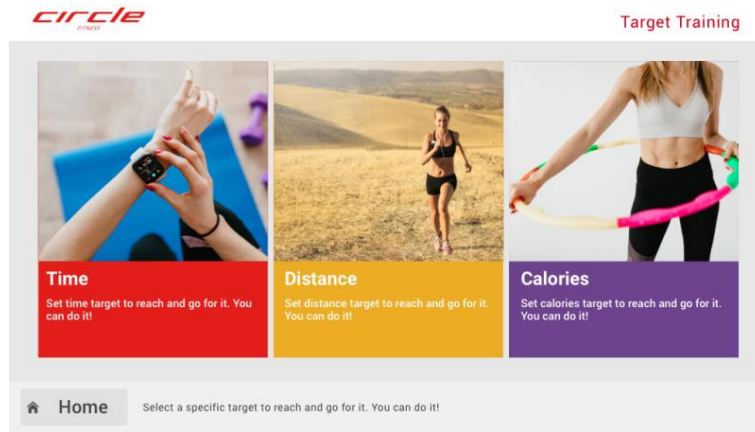 circle
FITNESS
Target Training
Time
Set time target to reach and go for it. You
can do it!
Distance
Set distance target to reach and go for it.
You can do it!
Calories
Set calories target to reach and go for it.
You can do it!
Home
Select a specific target to reach and go for it. You can do it!